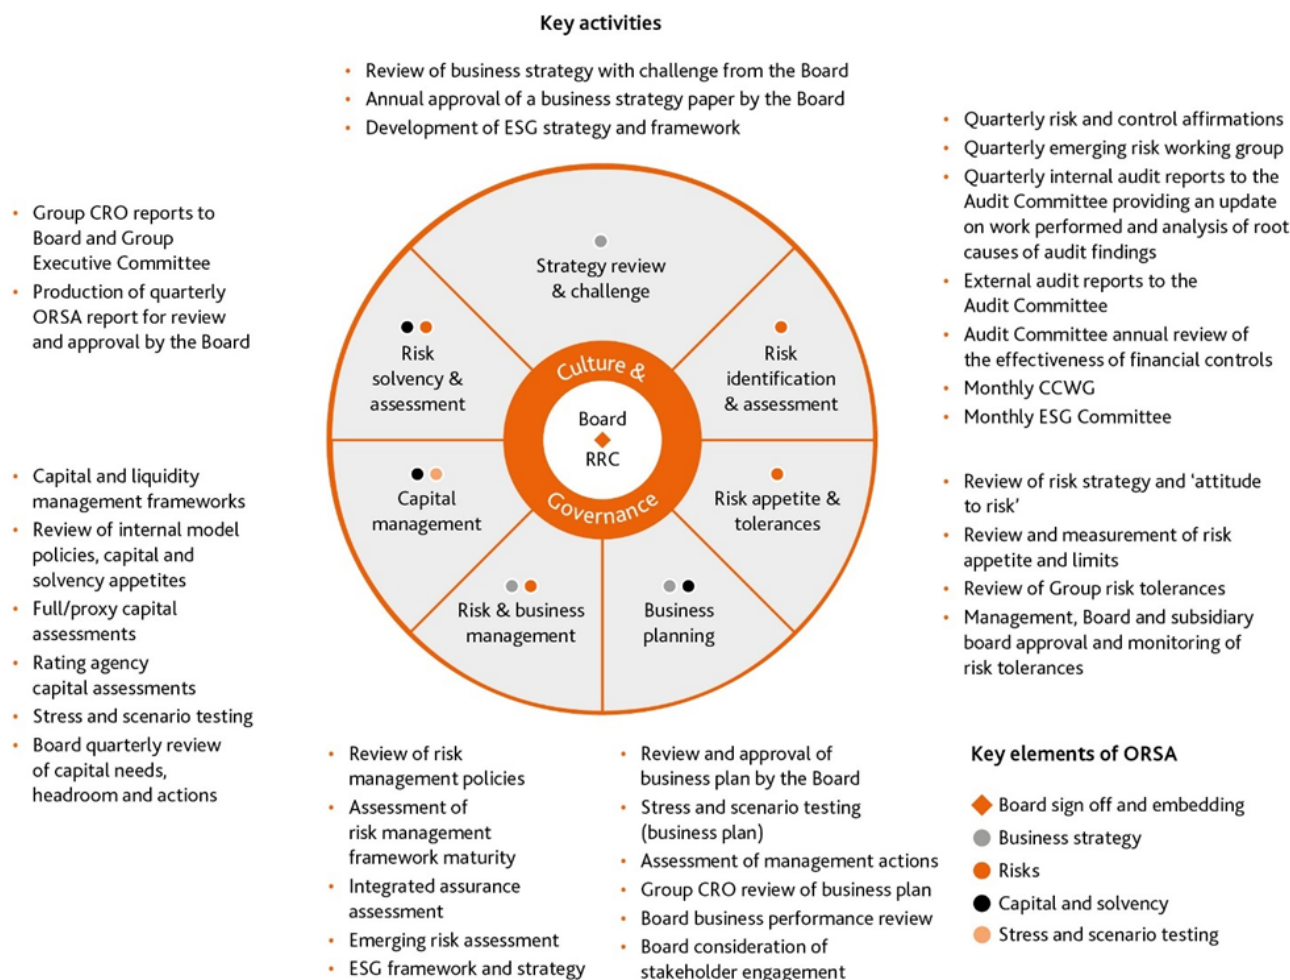 Key activities
• Review of business strategy with challenge from the Board
• Annual approval of a business strategy paper by the Board
• Development of ESG strategy and framework
• Quarterly risk and control affirmations
• Quarterly emerging risk working group
• Quarterly internal audit reports to the
Audit Committee providing an update
on work performed and analysis of root
causes of audit findings
• External audit reports to the
Audit Committee
• Audit Committee annual review of
the effectiveness of financial controls
• Monthly CCWG
• Monthly ESG Committee
• Group CRO reports to
Board and Group
Executive Committee
• Production of quarterly
ORSA report for review
and approval by the Board
Strategy review
& challenge
Risk
solvency &
assessment
Risk
identification
& assessment
Culture &
Board
RRC
Governance
Capital
management
Risk appetite &
tolerances
Risk & business
management
Business
planning
• Capital and liquidity
management frameworks
• Review of internal model
policies, capital and
solvency appetites
• Full/proxy capital
assessments
• Rating agency
capital assessments
• Stress and scenario testing
• Board quarterly review
of capital needs,
headroom and actions
• Review of risk strategy and ‘attitude
to risk’
• Review and measurement of risk
appetite and limits
• Review of Group risk tolerances
• Management, Board and subsidiary
board approval and monitoring of
risk tolerances
• Review of risk
management policies
• Assessment of
risk management
framework maturity
• Integrated assurance
assessment
• Emerging risk assessment
• ESG framework and strategy
• Review and approval of
business plan by the Board
• Stress and scenario testing
(business plan)
• Assessment of management actions
• Group CRO review of business plan
• Board business performance review
• Board consideration of
stakeholder engagement
Key elements of ORSA
Board sign off and embedding
Business strategy
Risks
Capital and solvency
Stress and scenario testing